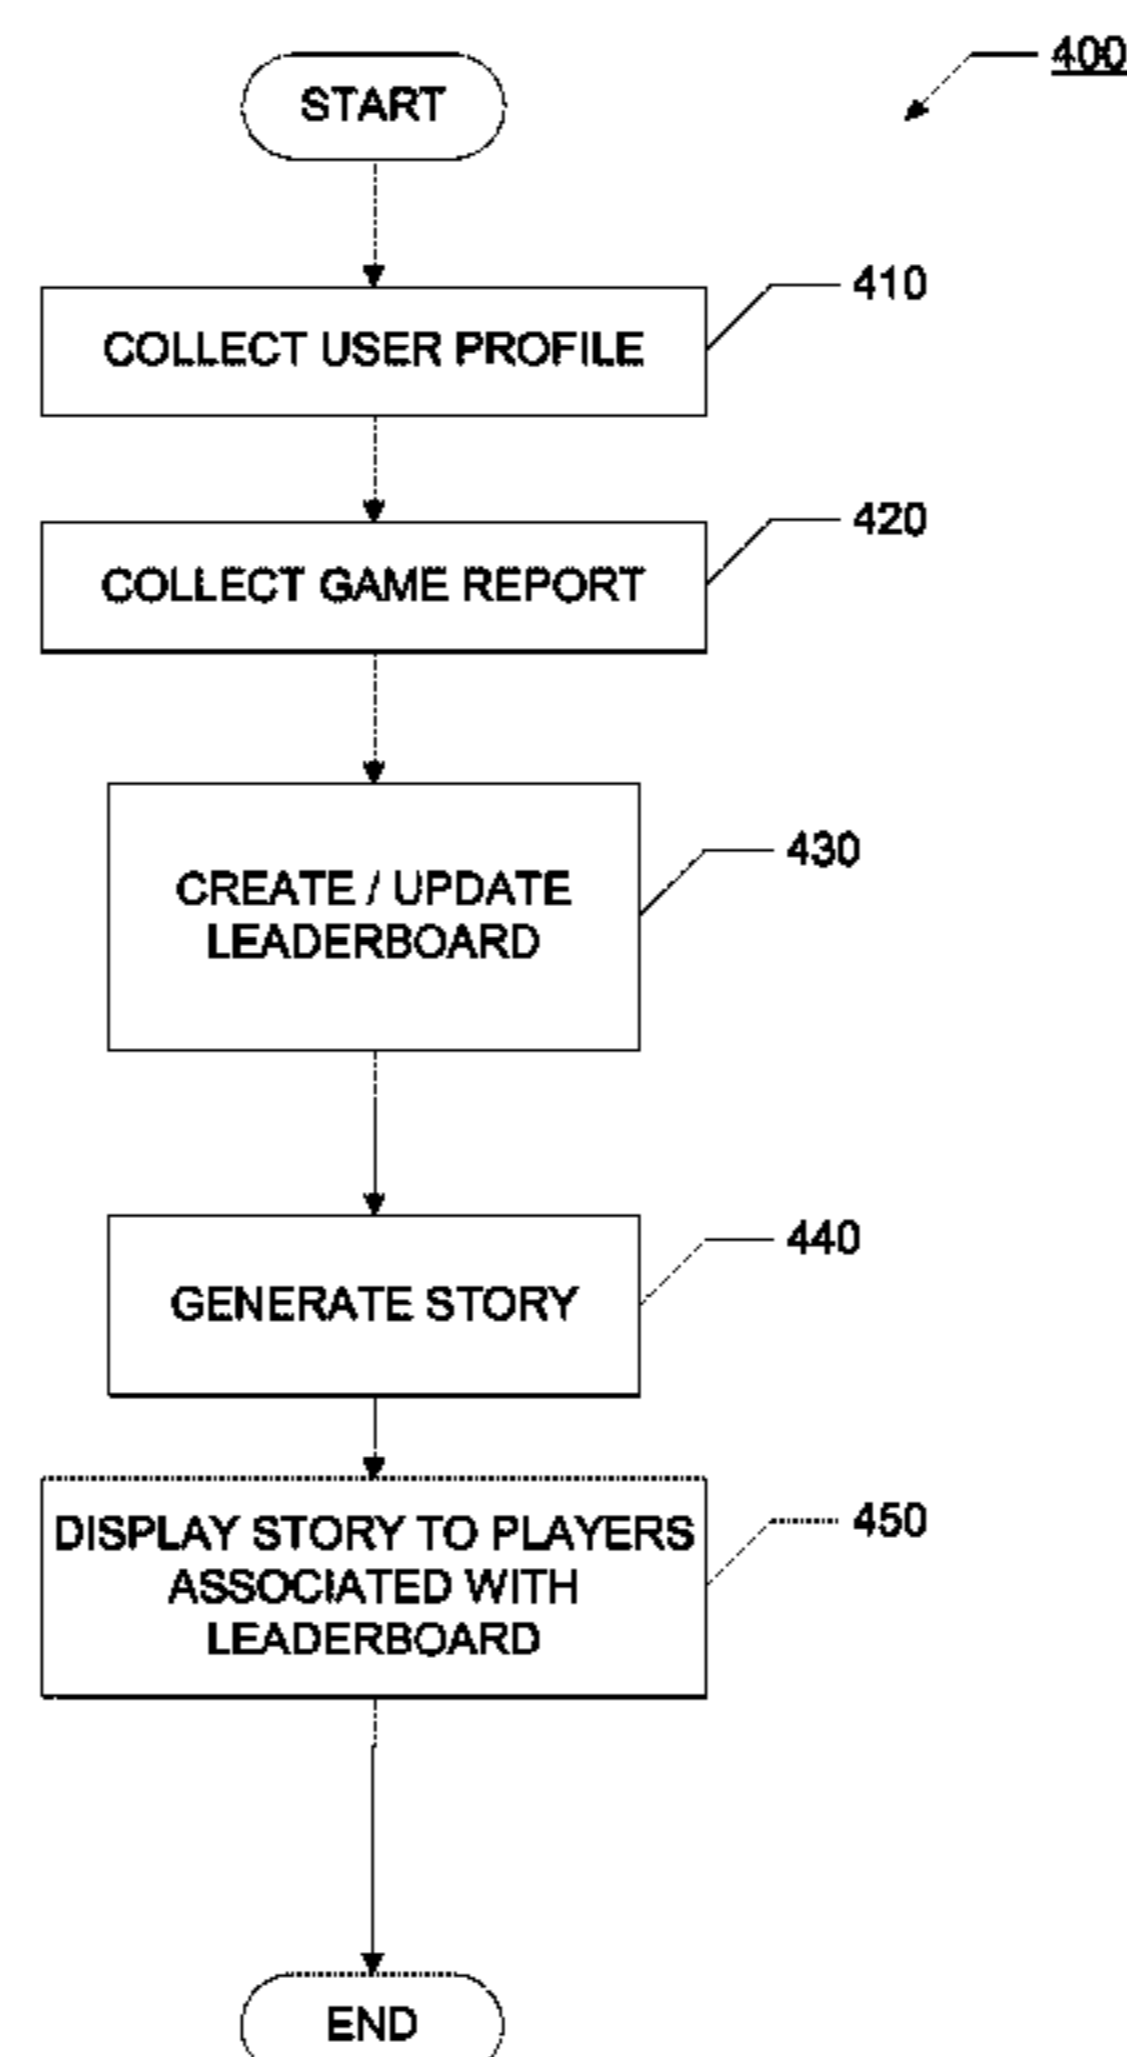 400
START
410
COLLECT USER PROFILE
420
COLLECT GAME REPORT
430
CREATE / UPDATE
LEADERBOARD
440
GENERATE STORY
450
DISPLAY STORY TO PLAYERS
ASSOCIATED WITH
LEADERBOARD
END